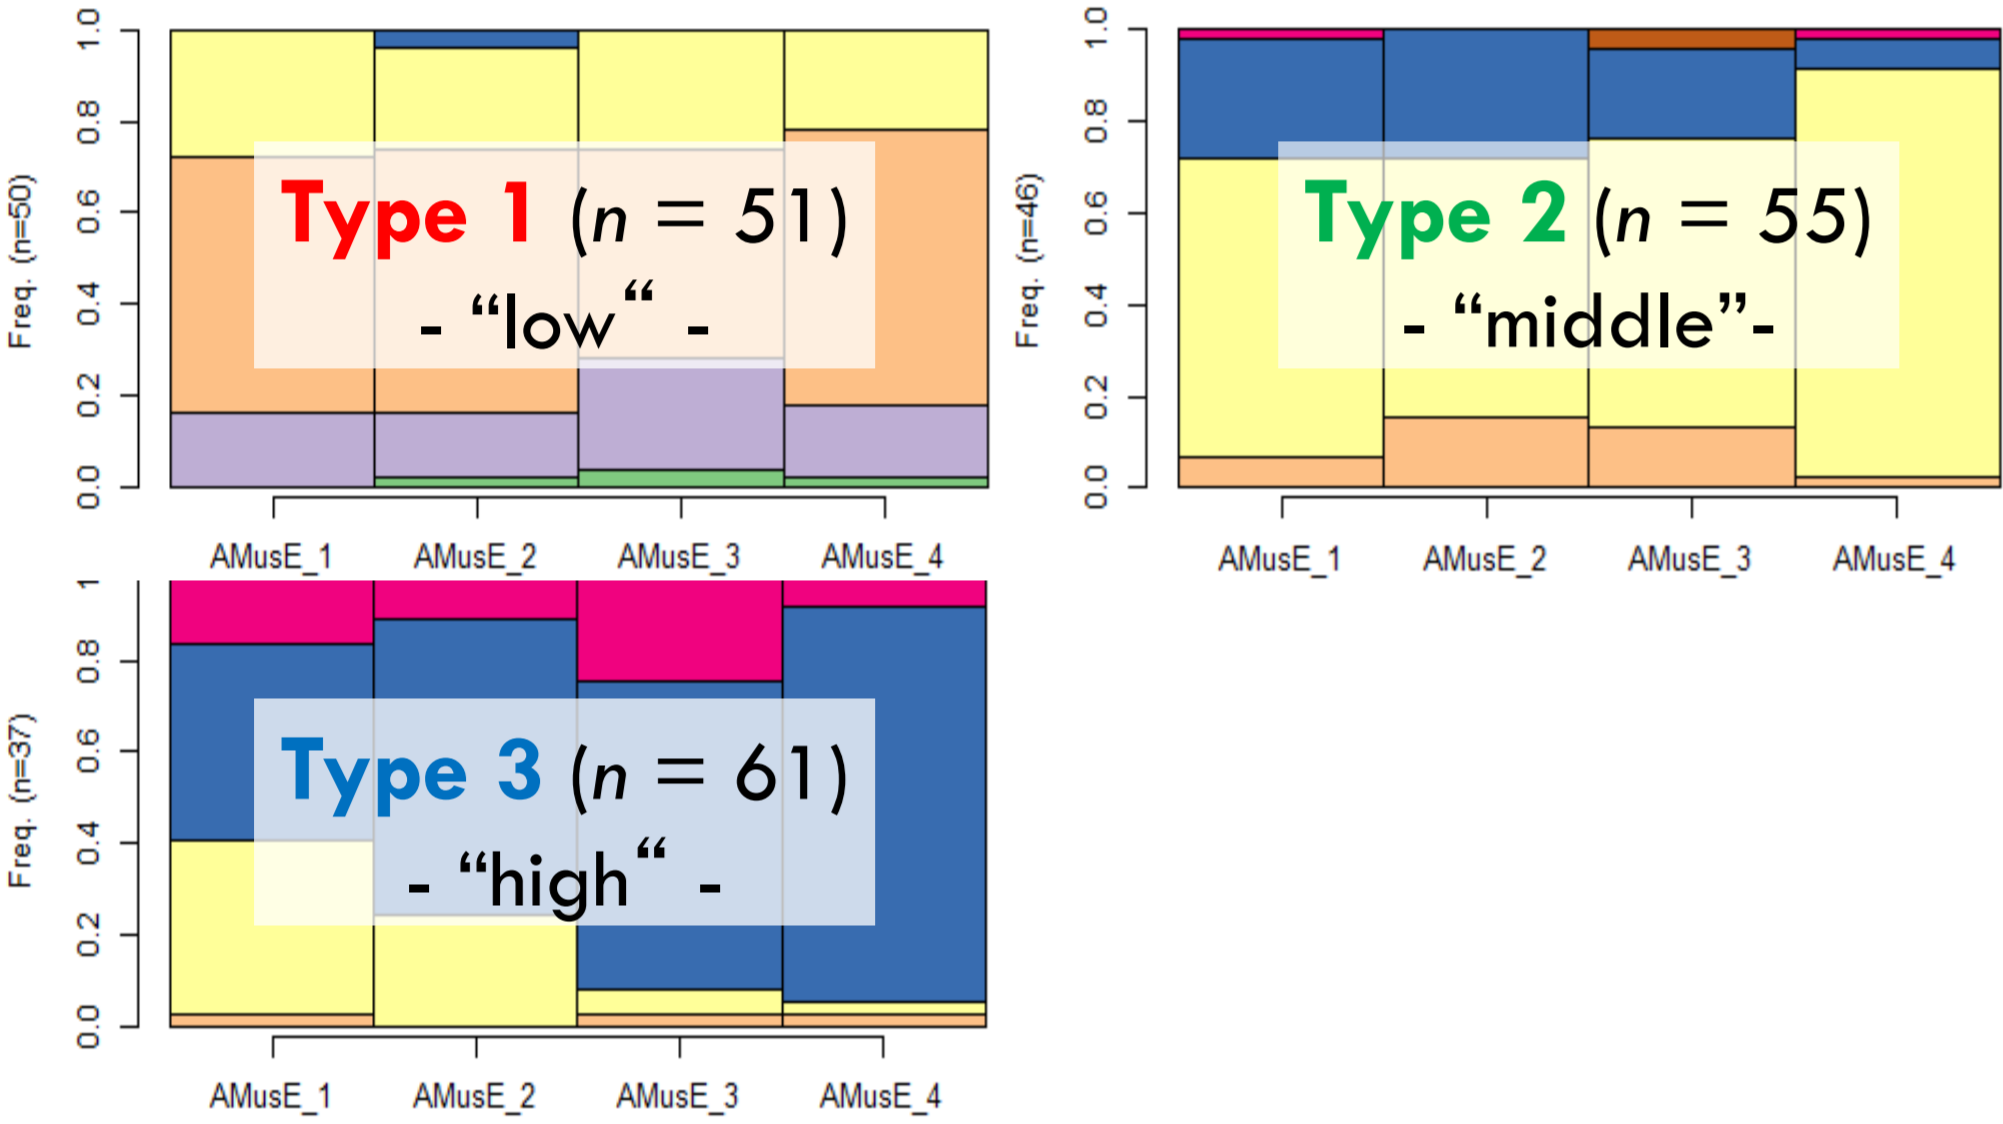 Freq. (n=50)
0.0 0.2 0.4 0.6 0.8 1.0
Type 1 (n = 51)
- “low“ -
AMusE_1 AMusE_2 AMusE_3 AMusE_4
Freq. (n=46)
0.0 0.2 0.4 0.6 0.8 1.0
Type 2 (n = 55)
- “middle”-
AMusE_1 AMusE_2 AMusE_3 AMusE_4
Freq. (n=37)
0.0 0.2 0.4 0.6 0.8 1
Type 3 (n = 61)
- “high“ -
AMusE_1 AMusE_2 AMusE_3 AMusE_4